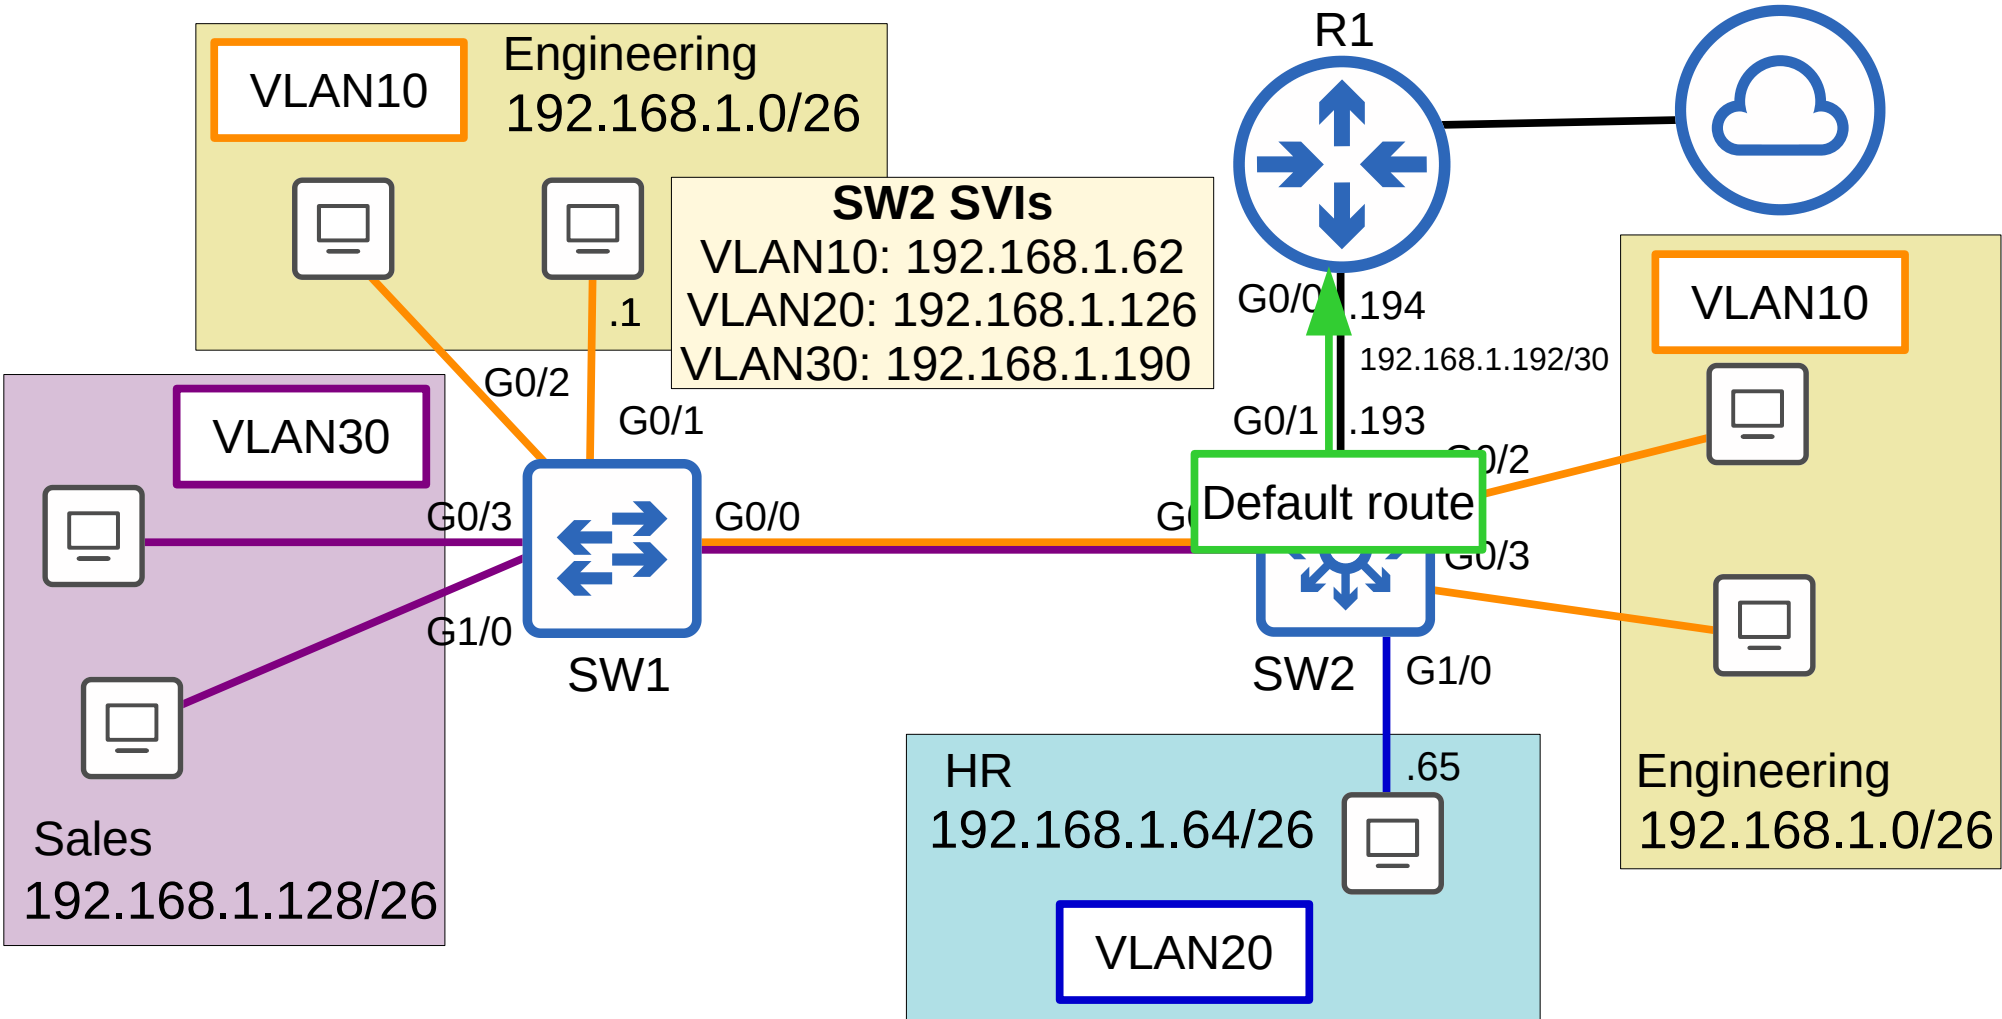 R1
VLAN10
Engineering
192.168.1.0/26
SW2 SVIs
VLAN10: 192.168.1.62
VLAN20: 192.168.1.126
VLAN30: 192.168.1.190
.1
G0/0
.194
192.168.1.192/30
VLAN10
G0/2
G0/1
G0/1
.193
VLAN30
G0/3
G0/0
Default route
G0/3
G1/0
SW1
SW2
G1/0
Sales
192.168.1.128/26
HR
192.168.1.64/26
.65
VLAN20
Engineering
192.168.1.0/26